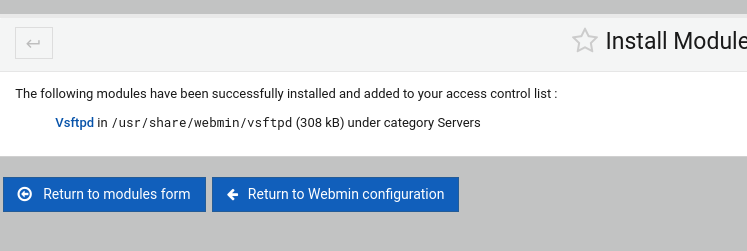 Install Module
The following modules have been successfully installed and added to your access control list :
Vsftpd in /usr/share/webmin/vsftpd (308 kB) under category Servers
Return to modules form
Return to Webmin configuration